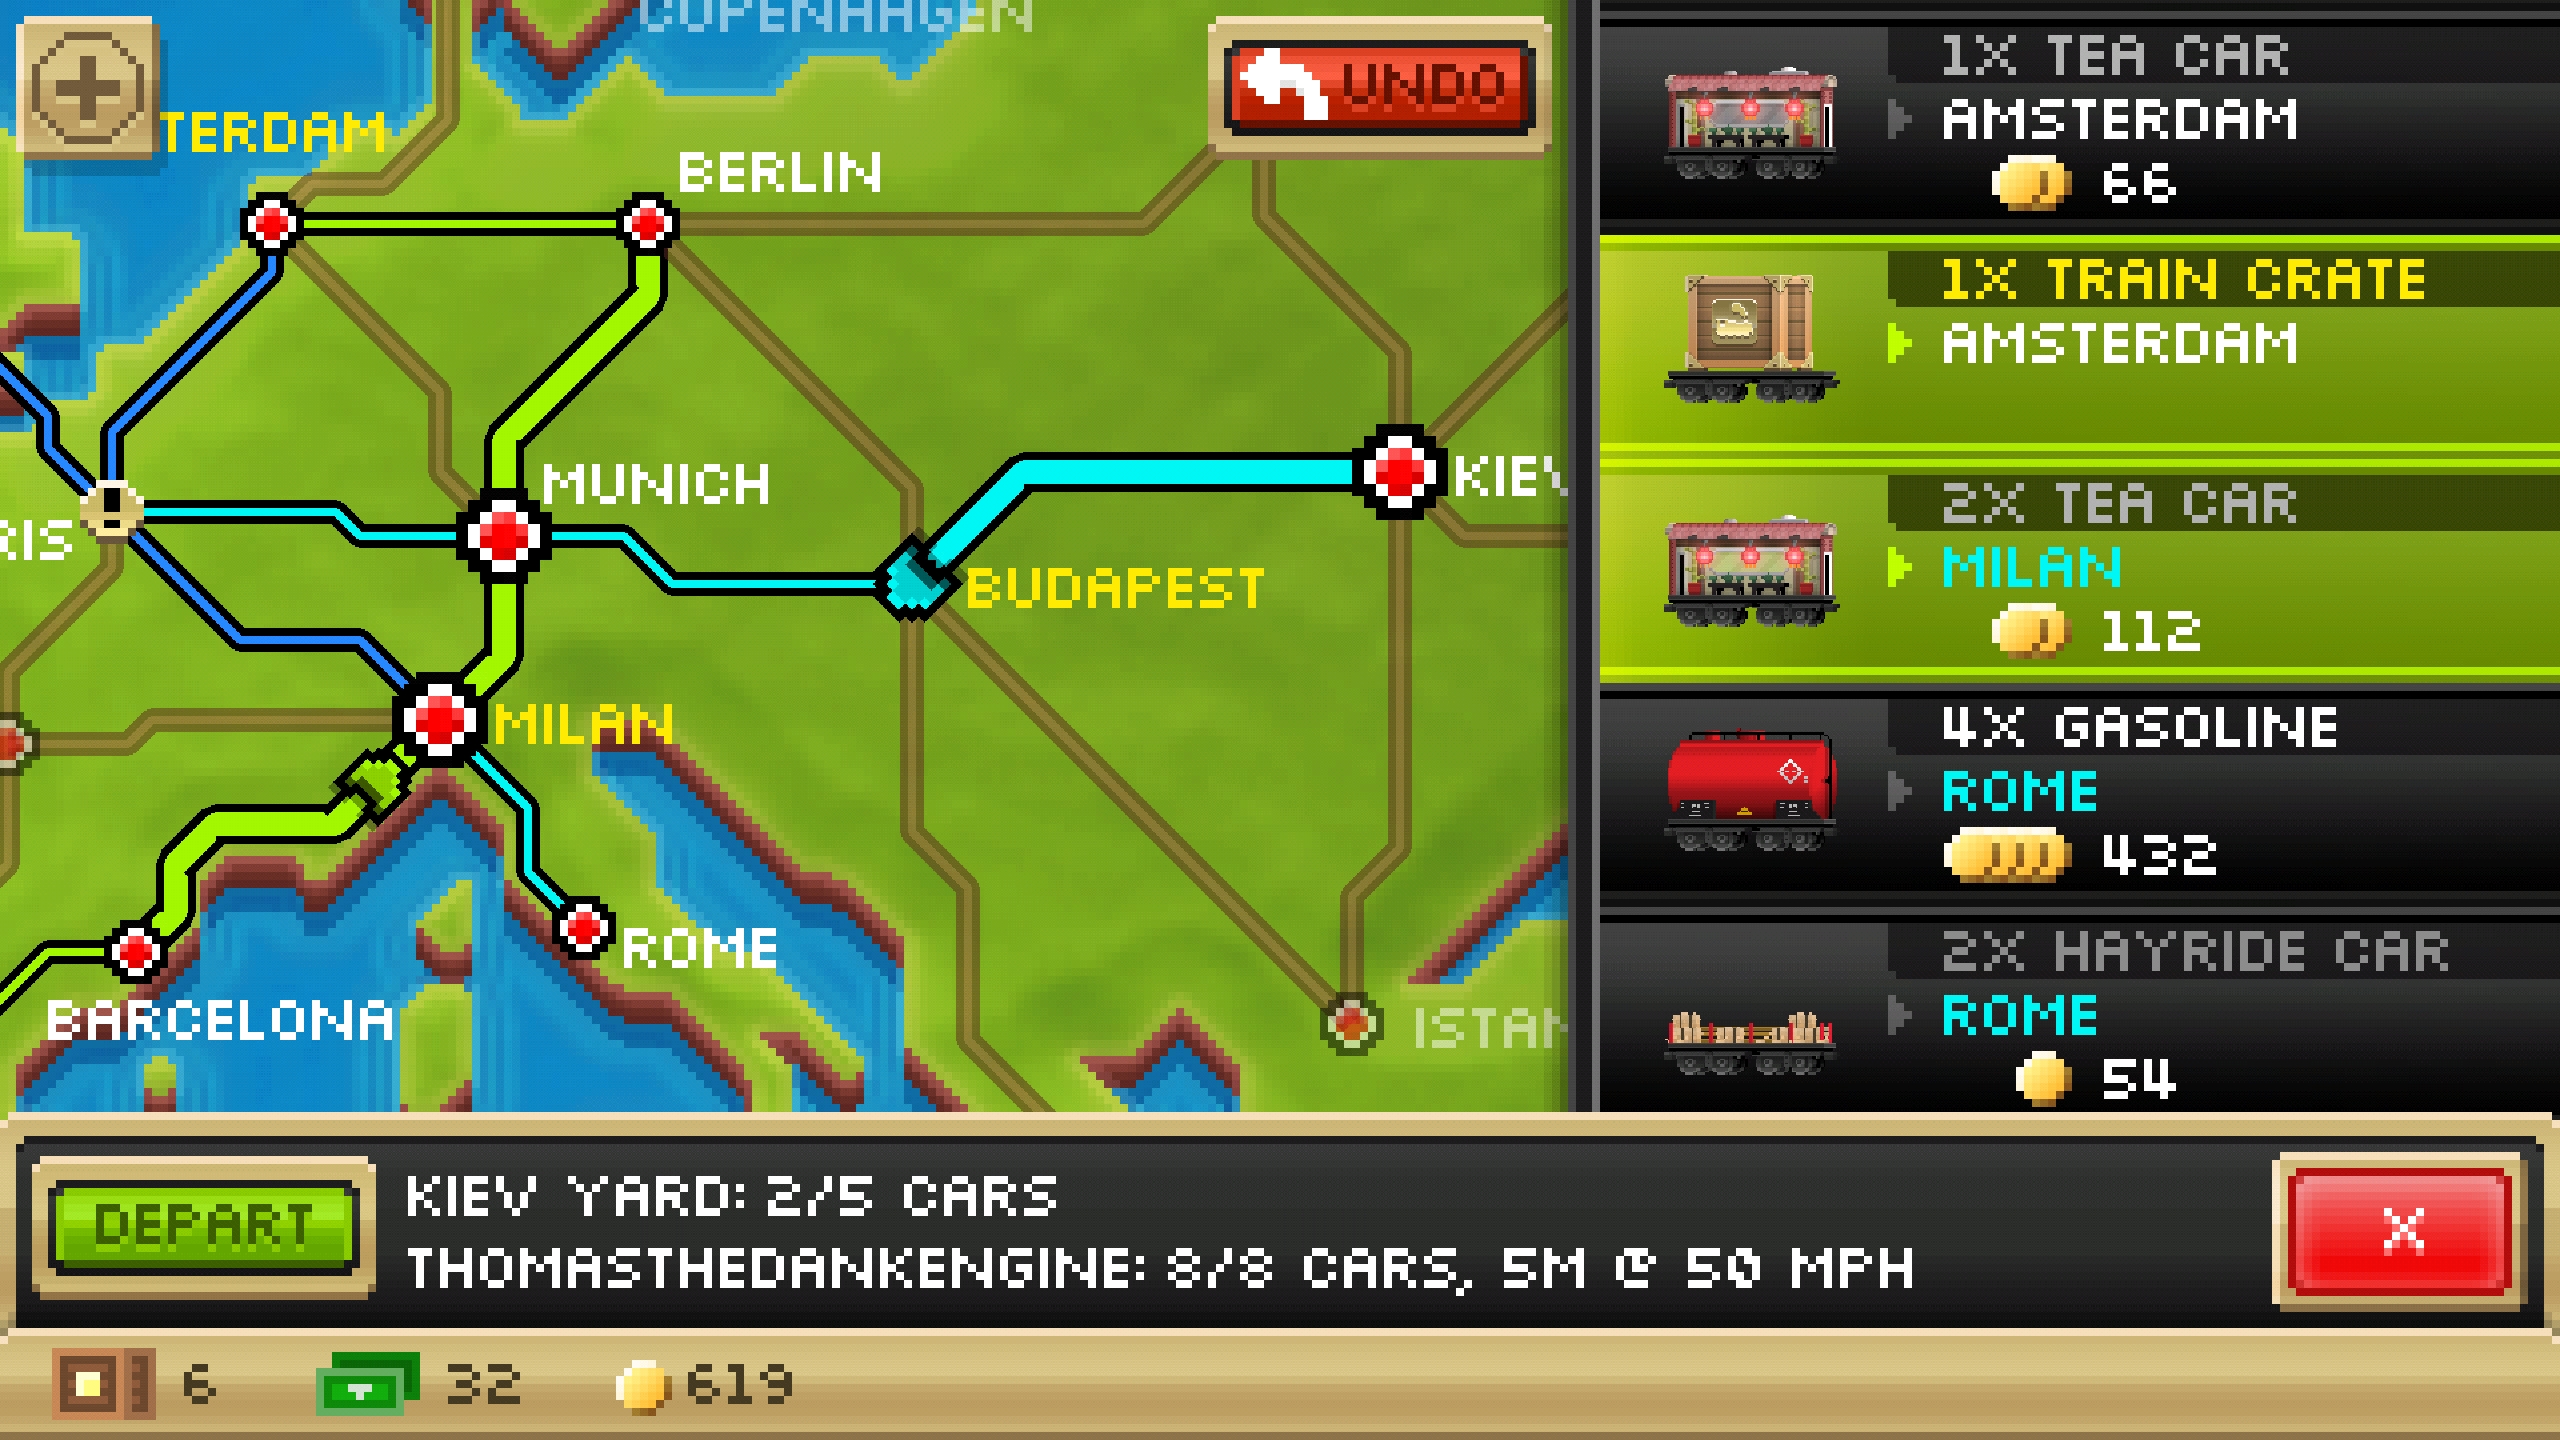 COPENHAGEN
UNDO
TERDAM
BERLIN
MUNICH
KIEV
RIS
BUDAPEST
MILAN
ROME
BARCELONA
ISTAN
1X TEA CAR
AMSTERDAM
66
1X TRAIN CRATE
AMSTERDAM
2X TEA CAR
MILAN
112
4X GASOLINE
ROME
432
2X HAYRIDE CAR
ROME
54
DEPART
KIEV YARD: 2/5 CARS
THOMASTHEDANKENGINE: 8/8 CARS, 5M @ 50 MPH
X
6
32
619